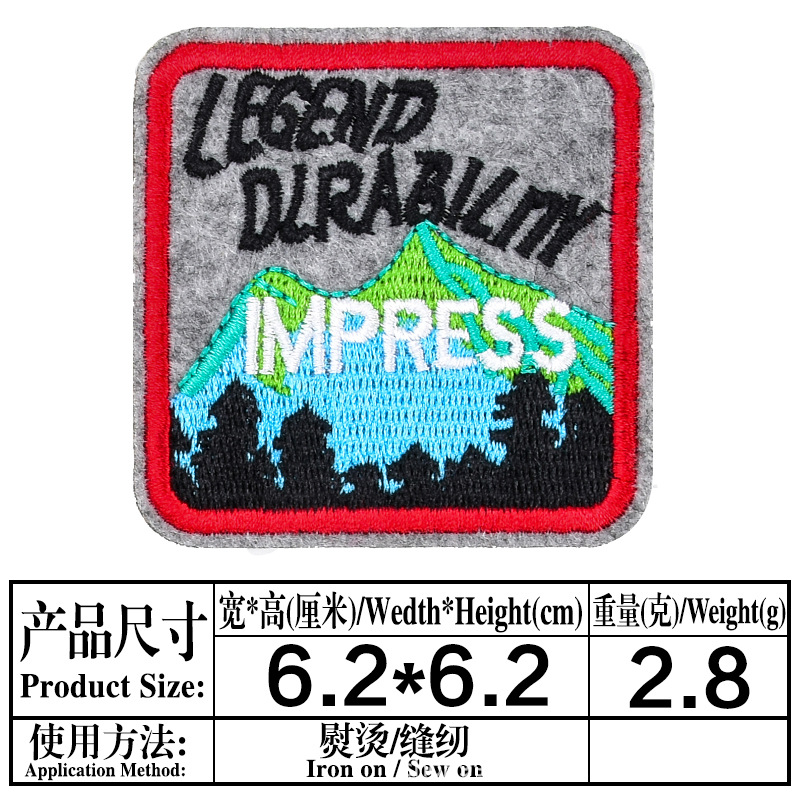 LEGEND
DURABILITY
IMPRESS
产品尺寸
Product Size:
宽*高(厘米)/Wedth*Height(cm)
6.2*6.2
重量(克)/Weight(g)
2.8
使用方法:
Application Method:
熨烫/缝纫
Iron on / Sew on